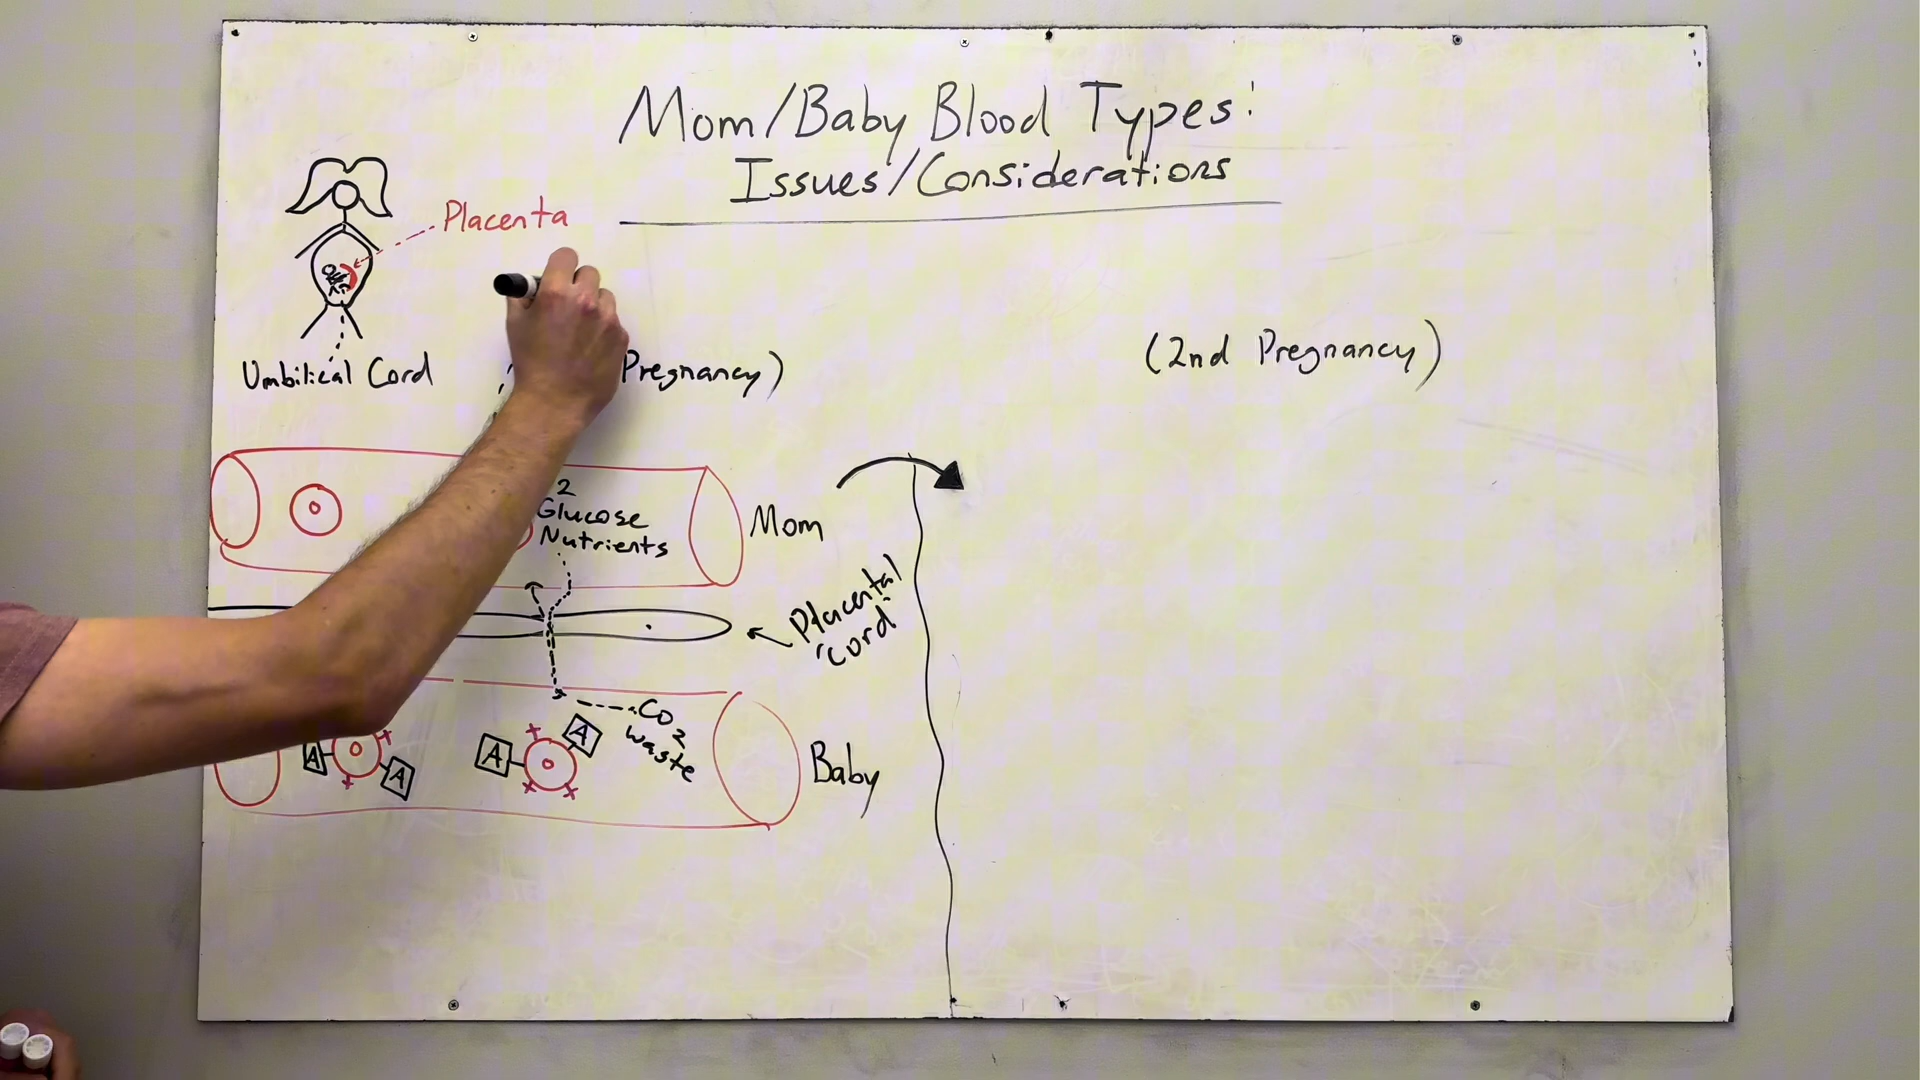 Mom/Baby Blood Types:
Issues/Considerations
Placenta
Umbilical Cord
Pregnancy)
(2nd Pregnancy)
2
Glucose
Nutrients
Mom
Placental
Cord
CO2
Waste
A
A
A
A
Baby